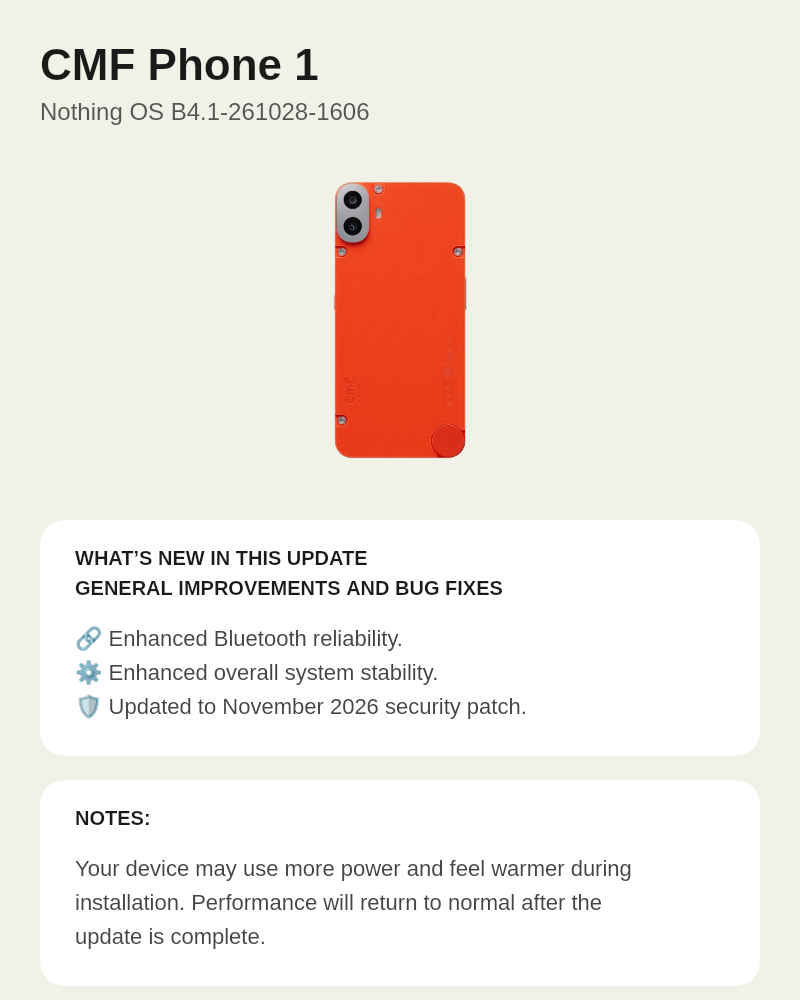 CMF Phone 1
Nothing OS B4.1-261028-1606
cmf
WHAT’S NEW IN THIS UPDATE
GENERAL IMPROVEMENTS AND BUG FIXES
🔗 Enhanced Bluetooth reliability.
⚙️ Enhanced overall system stability.
🛡️ Updated to November 2026 security patch.
NOTES:
Your device may use more power and feel warmer during
installation. Performance will return to normal after the
update is complete.